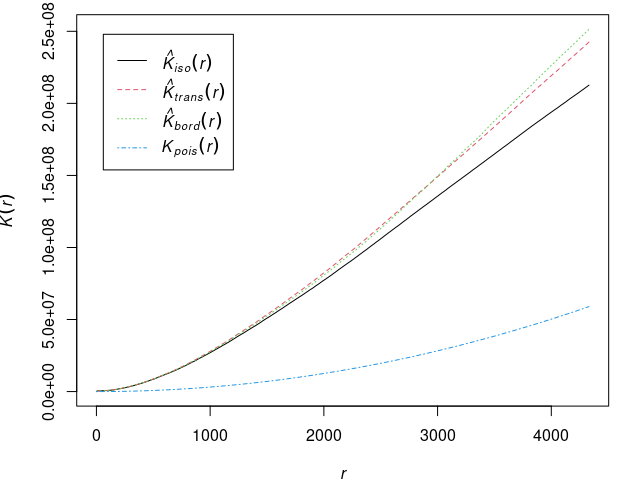 K̂iso(r)
K̂trans(r)
K̂bord(r)
Kpois(r)
K(r)
0.0e+00 5.0e+07 1.0e+08 1.5e+08 2.0e+08 2.5e+08
0 1000 2000 3000 4000
r